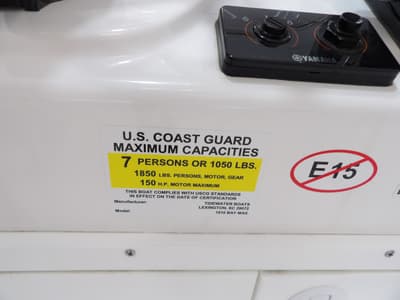 YAMAHA
U.S. COAST GUARD
MAXIMUM CAPACITIES
7 PERSONS OR 1050 LBS.
1850 LBS. PERSONS, MOTOR, GEAR
150 H.P. MOTOR MAXIMUM
THIS BOAT COMPLIES WITH USCG STANDARDS
IN EFFECT ON THE DATE OF CERTIFICATION
Manufacturer: TIDEWATER BOATS
LEXINGTON, SC 29072
Model: 1910 BAY MAX
E15